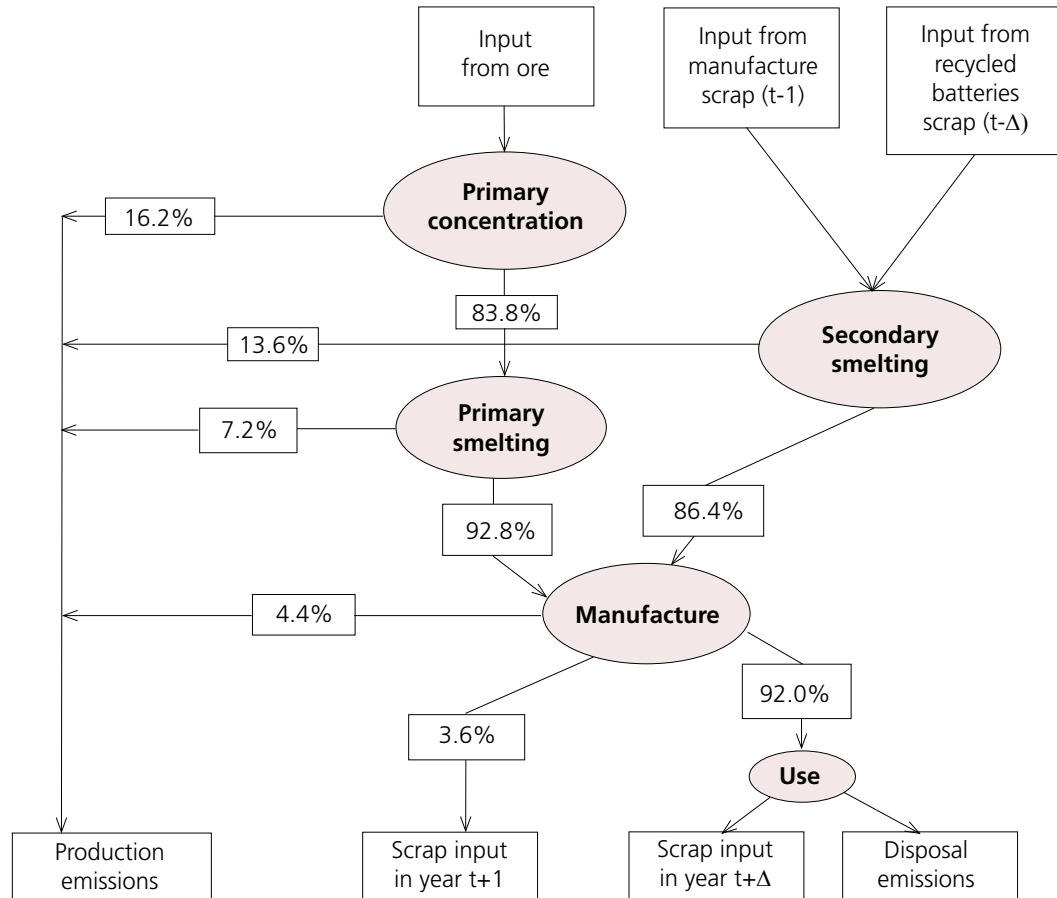 Input
from ore
Input from
manufacture
scrap (t-1)
Input from
recycled
batteries
scrap (t-Δ)
Primary
concentration
16.2%
83.8%
13.6%
Secondary
smelting
Primary
smelting
7.2%
92.8%
86.4%
Manufacture
4.4%
92.0%
3.6%
Use
Production
emissions
Scrap input
in year t+1
Scrap input
in year t+Δ
Disposal
emissions